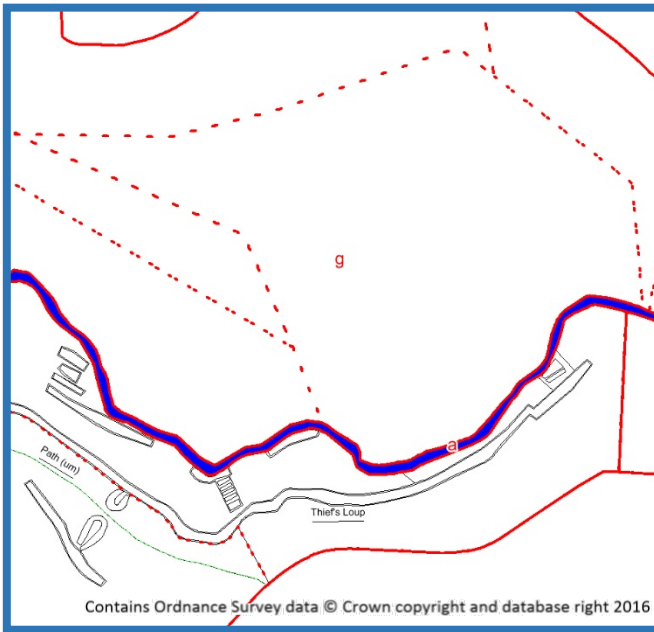 g
a
Path (um)
Thief's Loup
Contains Ordnance Survey data © Crown copyright and database right 2016